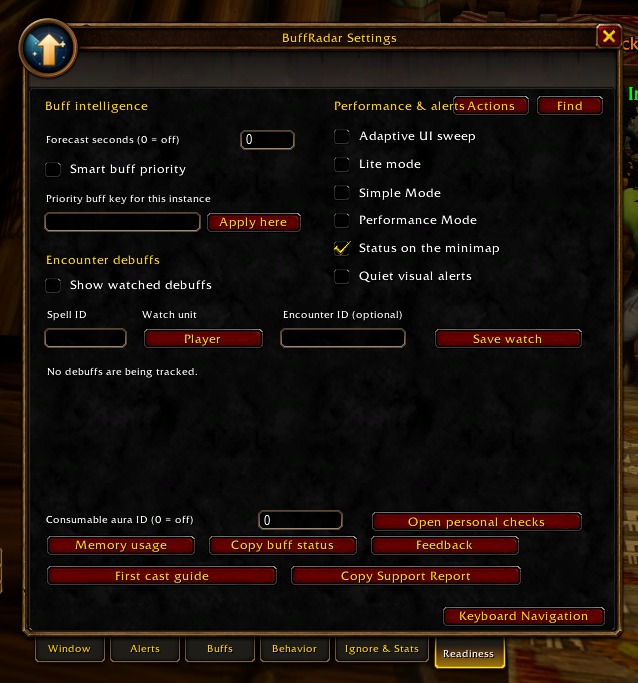 BuffRadar Settings
Buff intelligence
Performance & alerts
Actions
Find
Forecast seconds (0 = off)
0
Adaptive UI sweep
Smart buff priority
Lite mode
Priority buff key for this instance
Simple Mode
Apply here
Performance Mode
Encounter debuffs
Status on the minimap
Show watched debuffs
Quiet visual alerts
Spell ID
Watch unit
Encounter ID (optional)
Player
Save watch
No debuffs are being tracked.
Consumable aura ID (0 = off)
0
Open personal checks
Memory usage
Copy buff status
Feedback
First cast guide
Copy Support Report
Keyboard Navigation
Window
Alerts
Buffs
Behavior
Ignore & Stats
Readiness